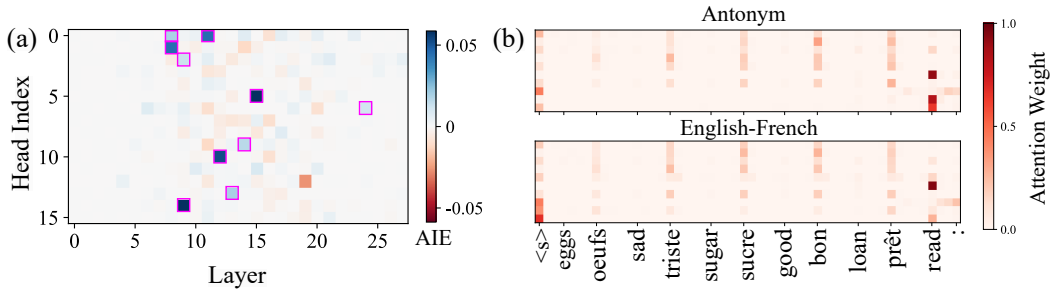 (a)
Head Index
0
5
10
15
0
5
10
15
20
25
Layer
0.05
0
-0.05
AIE
(b)
Antonym
English-French
<s>
eggs
oeufs
sad
triste
sugar
sucre
good
bon
loan
prêt
read
::
1.0
0.5
0.0
Attention Weight